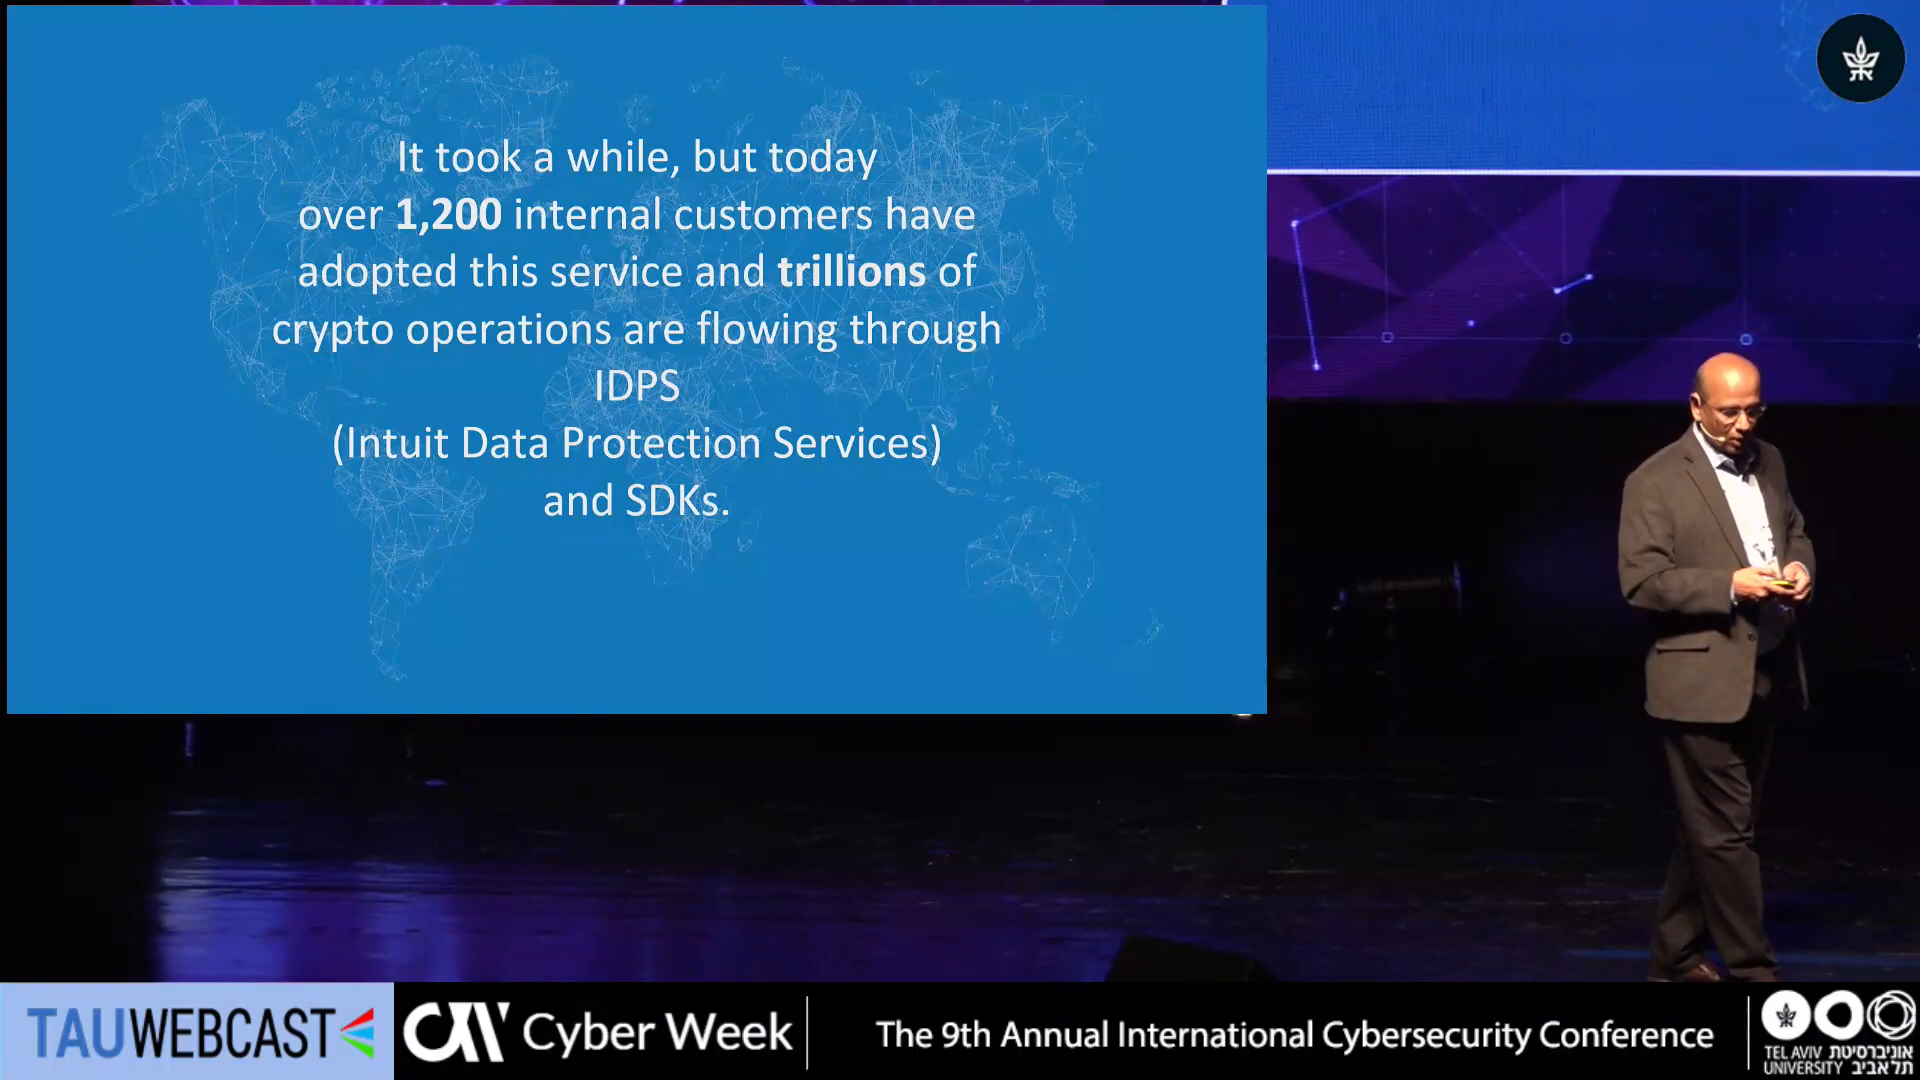 It took a while, but today
over 1,200 internal customers have
adopted this service and trillions of
crypto operations are flowing through
IDPS
(Intuit Data Protection Services)
and SDKs.
TAUWEBCAST
Cyber Week
The 9th Annual International Cybersecurity Conference
TEL AVIV אוניברסיטת
UNIVERSITY תל אביב